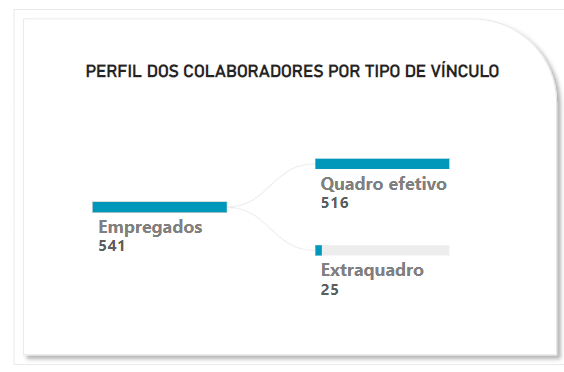 PERFIL DOS COLABORADORES POR TIPO DE VÍNCULO
Quadro efetivo
516
Empregados
541
Extraquadro
25